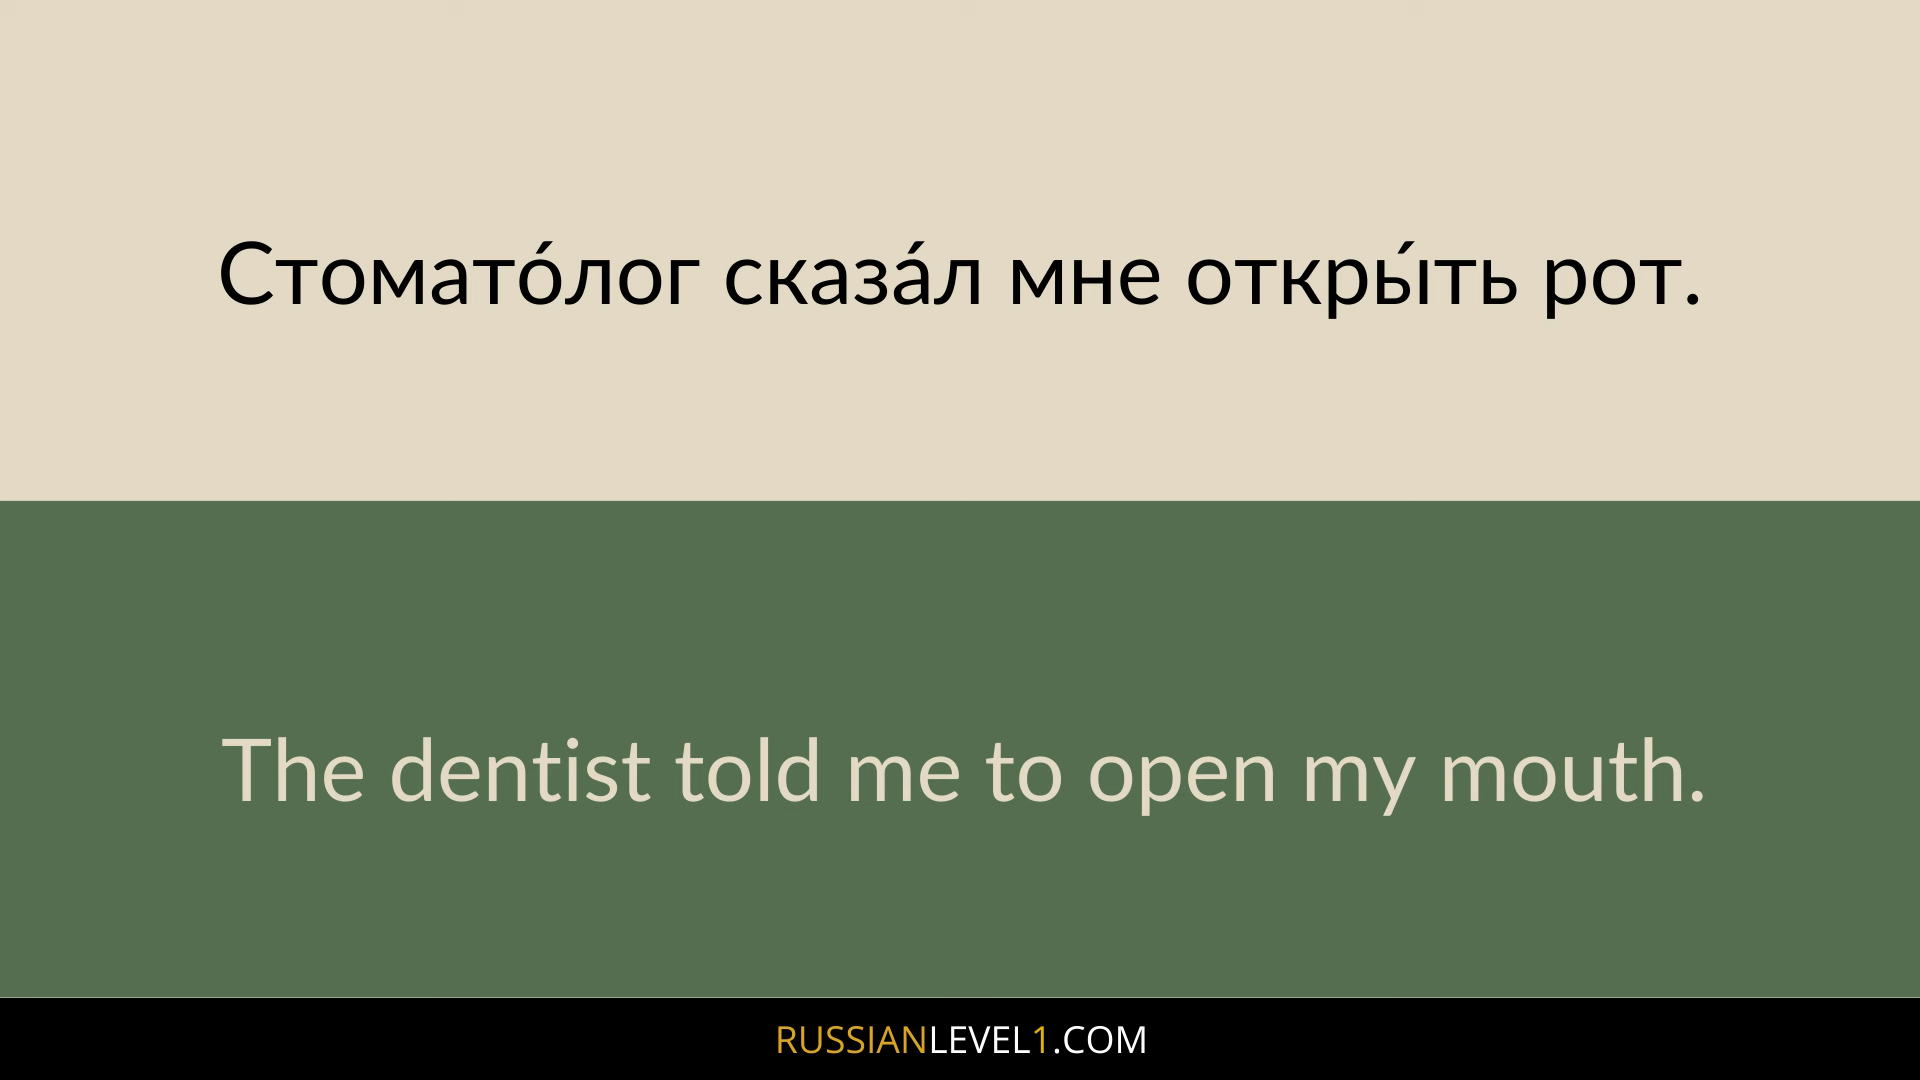 Стомато́лог сказа́л мне откры́ть рот.
The dentist told me to open my mouth.
RUSSIANLEVEL1.COM